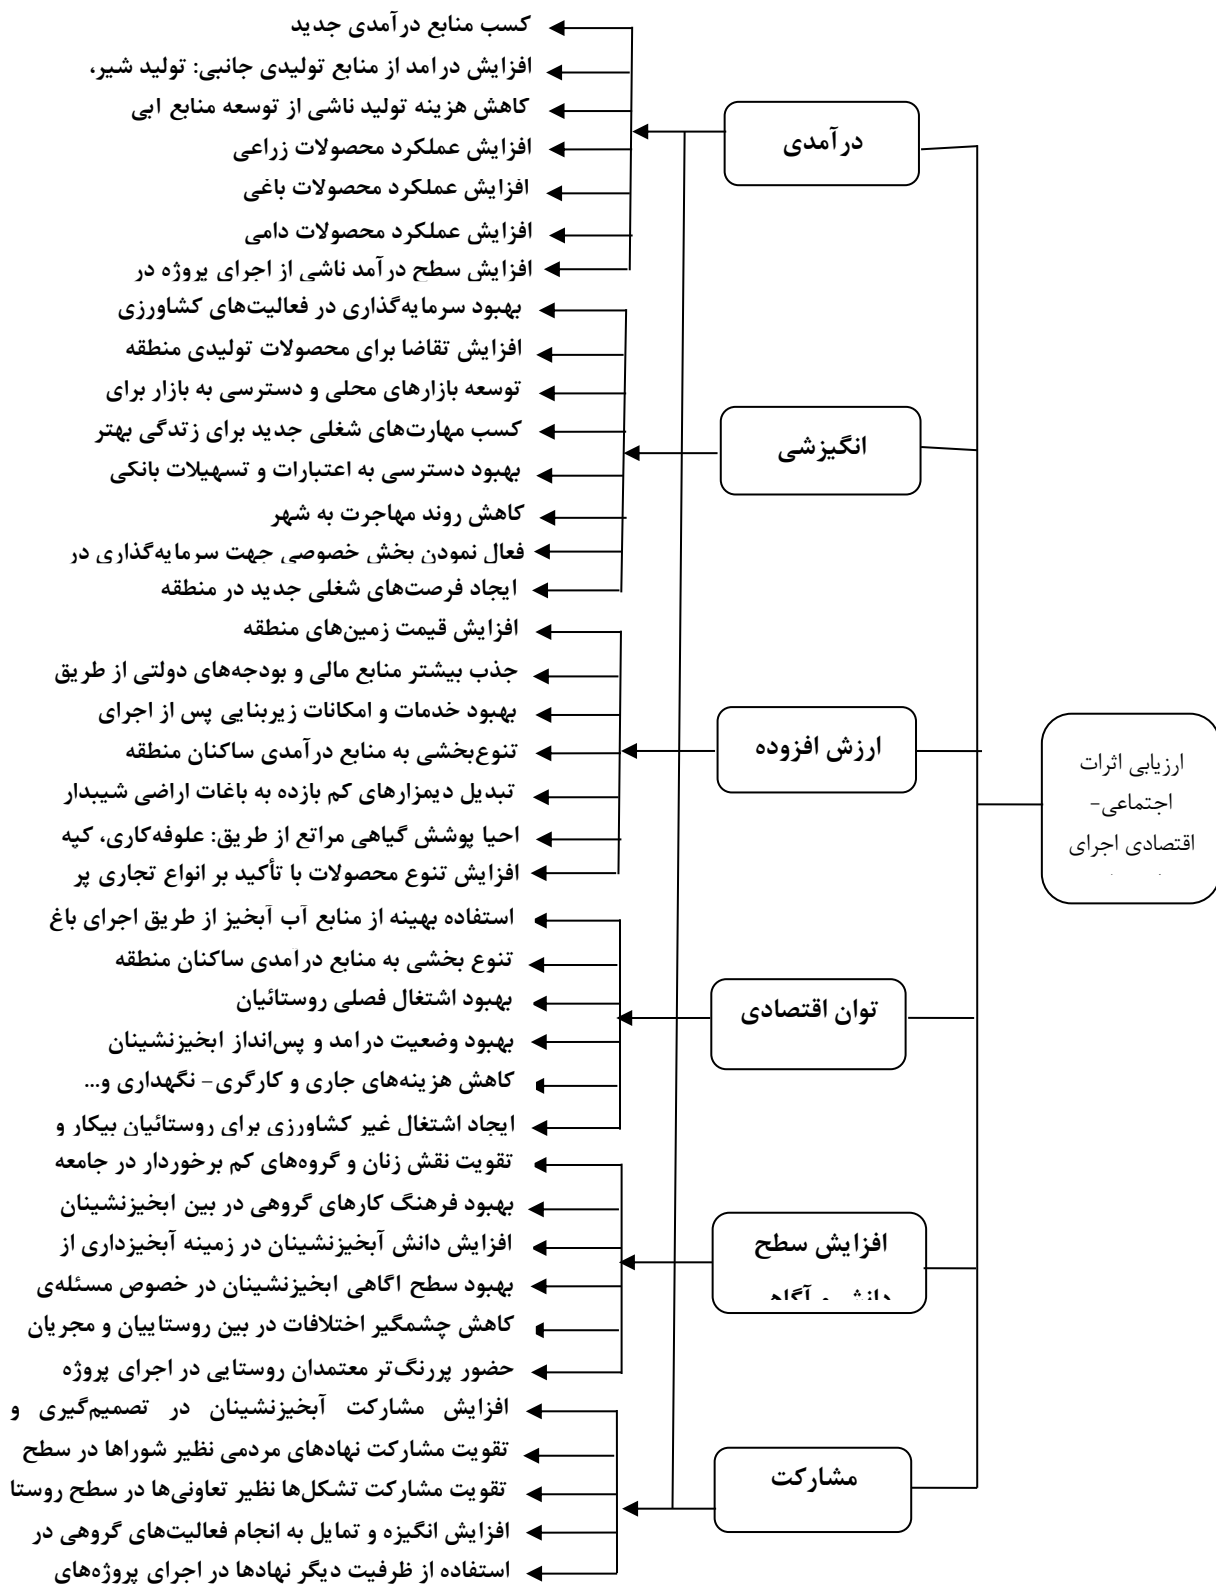 ارزیابی اثرات
اجتماعی-
اقتصادی اجرای
درآمدی
کسب منابع درآمدی جدید
افزایش درامد از منابع تولیدی جانبی: تولید شیر،
کاهش هزینه تولید ناشی از توسعه منابع ابی
افزایش عملکرد محصولات زراعی
افزایش عملکرد محصولات باغی
افزایش عملکرد محصولات دامی
افزایش سطح درآمد ناشی از اجرای پروژه در
انگیزشی
بهبود سرمایه‌گذاری در فعالیت‌های کشاورزی
افزایش تقاضا برای محصولات تولیدی منطقه
توسعه بازارهای محلی و دسترسی به بازار برای
کسب مهارت‌های شغلی جدید برای زتدگی بهتر
بهبود دسترسی به اعتبارات و تسهیلات بانکی
کاهش روند مهاجرت به شهر
فعال نمودن بخش خصوصی جهت سرمایه‌گذاری در
ایجاد فرصت‌های شغلی جدید در منطقه
ارزش افزوده
افزایش قیمت زمین‌های منطقه
جذب بیشتر منابع مالی و بودجه‌های دولتی از طریق
بهبود خدمات و امکانات زیربنایی پس از اجرای
تنوع‌بخشی به منابع درآمدی ساکنان منطقه
تبدیل دیمزارهای کم بازده به باغات اراضی شیبدار
احیا پوشش گیاهی مراتع از طریق: علوفه‌کاری، کپه
افزایش تنوع محصولات با تأکید بر انواع تجاری پر
توان اقتصادی
استفاده بهینه از منابع آب آبخیز از طریق اجرای باغ
تنوع بخشی به منابع درآمدی ساکنان منطقه
بهبود اشتغال فصلی روستائیان
بهبود وضعیت درامد و پس‌انداز ابخیزنشینان
کاهش هزینه‌های جاری و کارگری- نگهداری و...
ایجاد اشتغال غیر کشاورزی برای روستائیان بیکار و
افزایش سطح
دانش و آگاهی
تقویت نقش زنان و گروه‌های کم برخوردار در جامعه
بهبود فرهنگ کارهای گروهی در بین ابخیزنشینان
افزایش دانش آبخیزنشینان در زمینه آبخیزداری از
بهبود سطح اگاهی ابخیزنشینان در خصوص مسئله‌ی
کاهش چشمگیر اختلافات در بین روستاییان و مجریان
حضور پررنگ‌تر معتمدان روستایی در اجرای پروژه
مشارکت
افزایش مشارکت آبخیزنشینان در تصمیم‌گیری و
تقویت مشارکت نهادهای مردمی نظیر شوراها در سطح
تقویت مشارکت تشکل‌ها نظیر تعاونی‌ها در سطح روستا
افزایش انگیزه و تمایل به انجام فعالیت‌های گروهی در
استفاده از ظرفیت دیگر نهادها در اجرای پروژه‌های